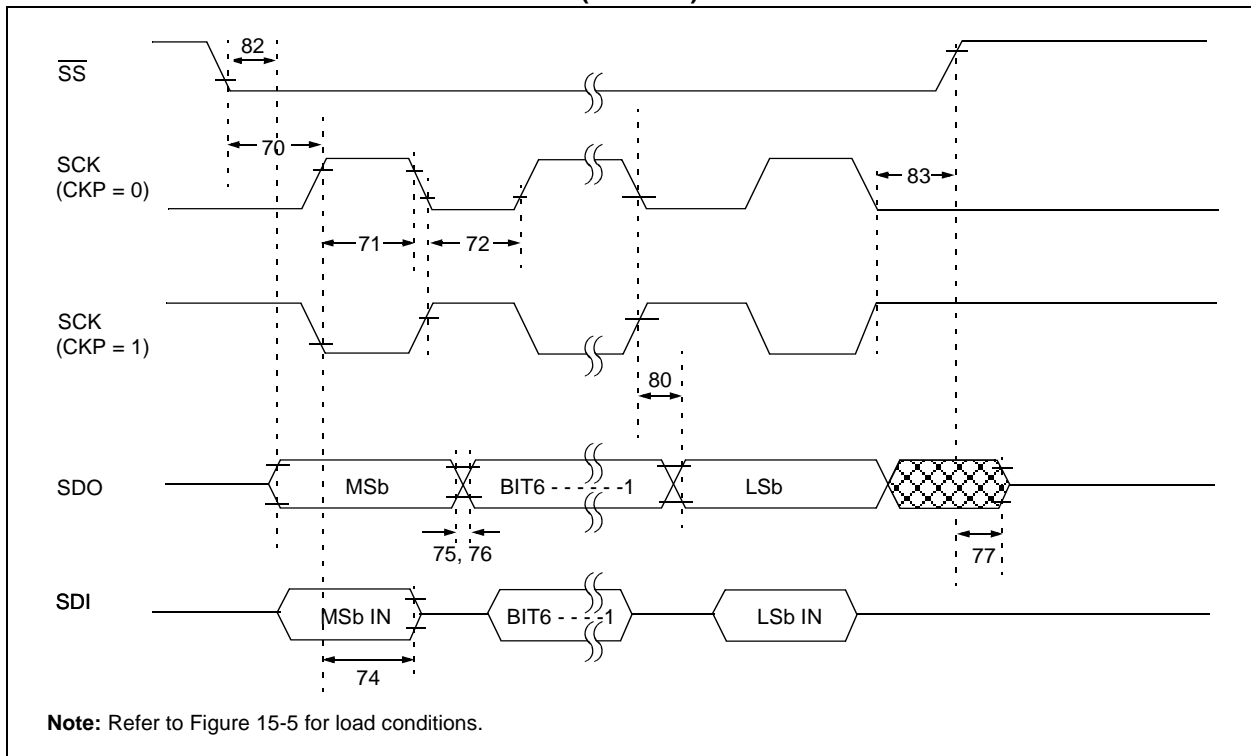 82
SS
70
SCK
(CKP = 0)
83
71
72
SCK
(CKP = 1)
80
SDO
MSb
BIT6 - - - - - -1
LSb
75, 76
77
SDI
MSb IN
BIT6 - - - -1
LSb IN
74
Note: Refer to Figure 15-5 for load conditions.